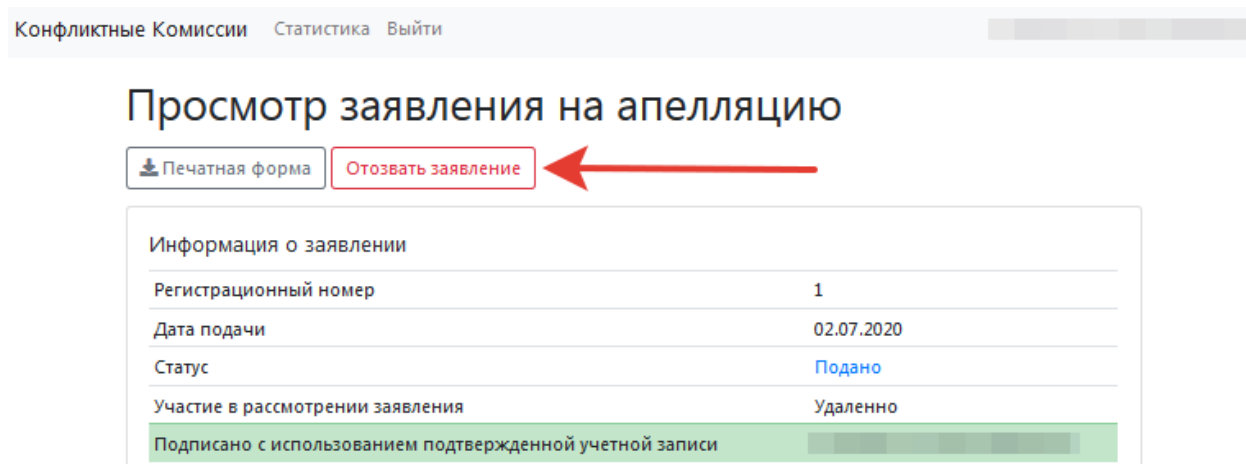 Конфликтные Комиссии Статистика Выйти
Просмотр заявления на апелляцию
Печатная форма Отозвать заявление
Информация о заявлении
Регистрационный номер 1
Дата подачи 02.07.2020
Статус Подано
Участие в рассмотрении заявления Удаленно
Подписано с использованием подтвержденной учетной записи